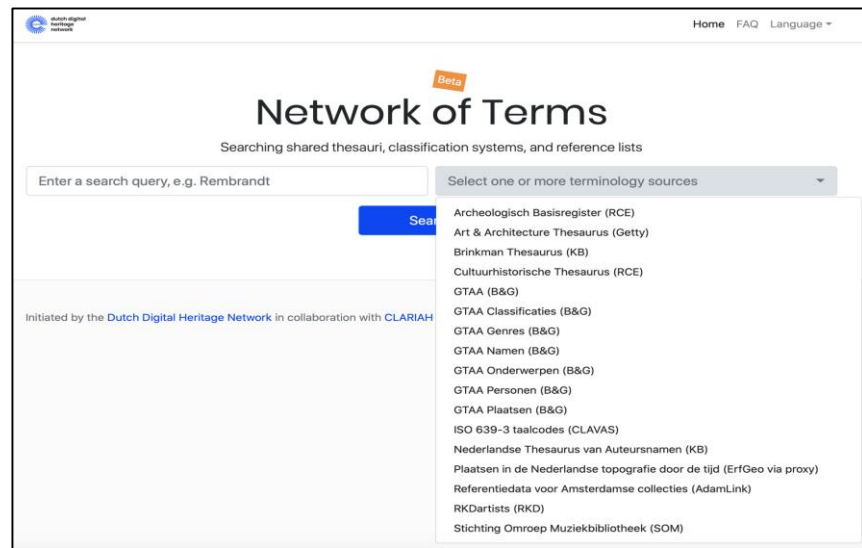 dutch digital
heritage
network
Home FAQ Language
Beta
Network of Terms
Searching shared thesauri, classification systems, and reference lists
Enter a search query, e.g. Rembrandt
Select one or more terminology sources
Sear
Archeologisch Basisregister (RCE)
Art & Architecture Thesaurus (Getty)
Brinkman Thesaurus (KB)
Cultuurhistorische Thesaurus (RCE)
GTAA (B&G)
GTAA Classificaties (B&G)
GTAA Genres (B&G)
GTAA Namen (B&G)
GTAA Onderwerpen (B&G)
GTAA Personen (B&G)
GTAA Plaatsen (B&G)
ISO 639-3 taalcodes (CLAVAS)
Nederlandse Thesaurus van Auteursnamen (KB)
Plaatsen in de Nederlandse topografie door de tijd (ErfGeo via proxy)
Referentiedata voor Amsterdamse collecties (AdamLink)
RKDartists (RKD)
Stichting Omroep Muziekbibliotheek (SOM)
Initiated by the Dutch Digital Heritage Network in collaboration with CLARIAH